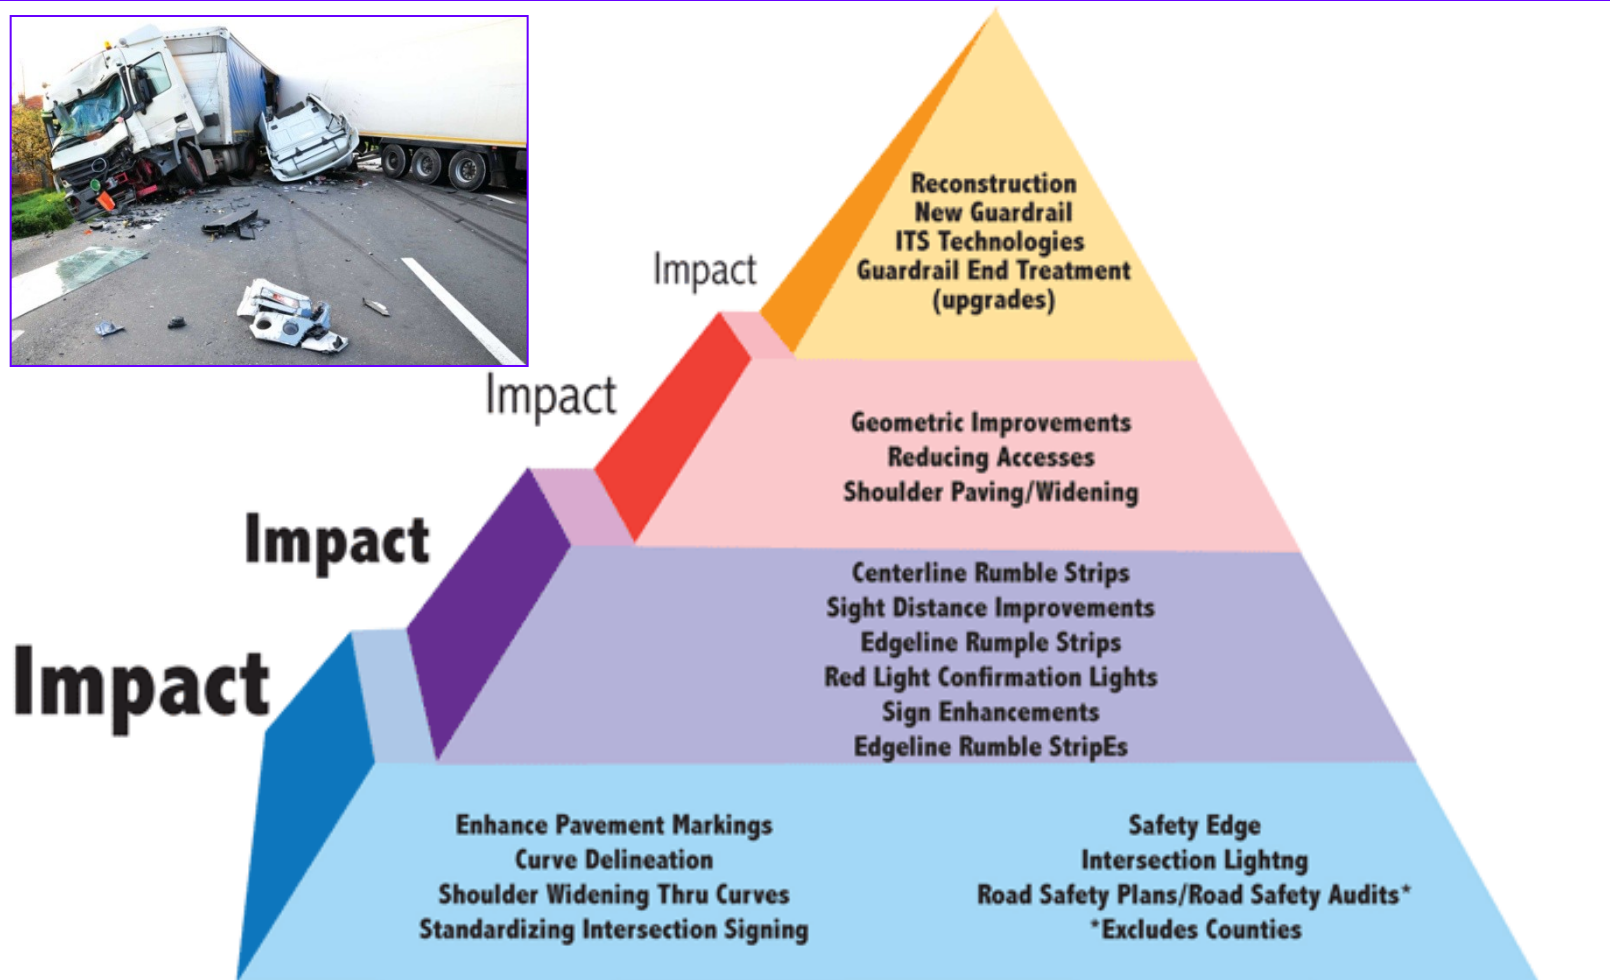 Reconstruction
New Guardrail
ITS Technologies
Guardrail End Treatment
(upgrades)
Impact
Geometric Improvements
Reducing Accesses
Shoulder Paving/Widening
Impact
Centerline Rumble Strips
Sight Distance Improvements
Edgeline Rumple Strips
Red Light Confirmation Lights
Sign Enhancements
Edgeline Rumble StripEs
Impact
Enhance Pavement Markings
Curve Delineation
Shoulder Widening Thru Curves
Standardizing Intersection Signing
Safety Edge
Intersection Lightng
Road Safety Plans/Road Safety Audits*
*Excludes Counties
Impact